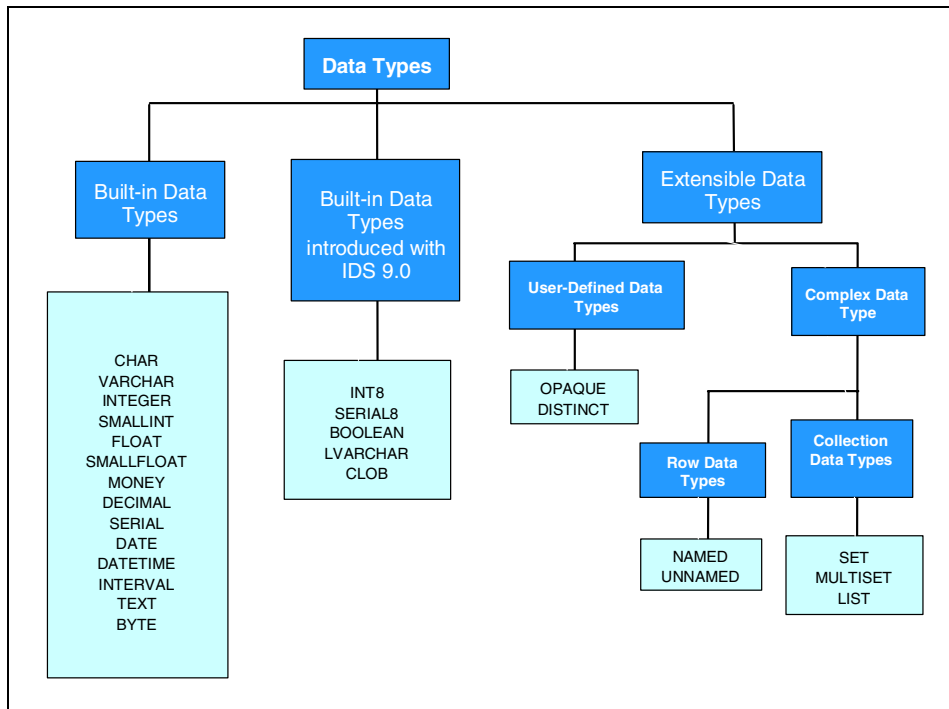 Data Types
Built-in Data
Types
CHAR
VARCHAR
INTEGER
SMALLINT
FLOAT
SMALLFLOAT
MONEY
DECIMAL
SERIAL
DATE
DATETIME
INTERVAL
TEXT
BYTE
Built-in Data
Types
introduced with
IDS 9.0
INT8
SERIAL8
BOOLEAN
LVARCHAR
CLOB
Extensible Data
Types
User-Defined Data
Types
OPAQUE
DISTINCT
Complex Data
Type
Row Data
Types
NAMED
UNNAMED
Collection
Data Types
SET
MULTISET
LIST